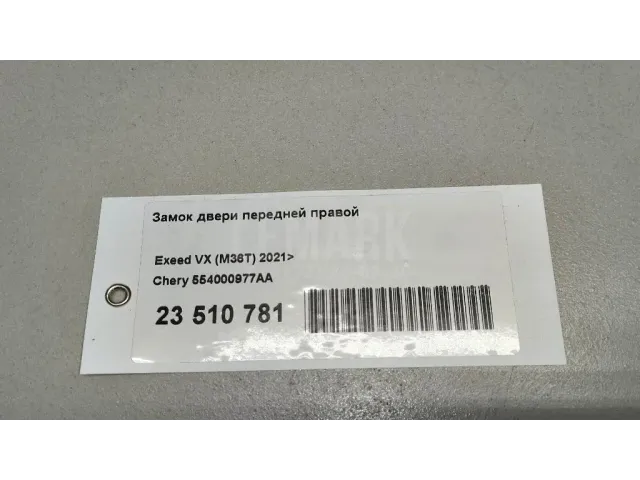 Замок двери передней правой
Exeed VX (M36T) 2021>
Chery 554000977AA
23 510 781